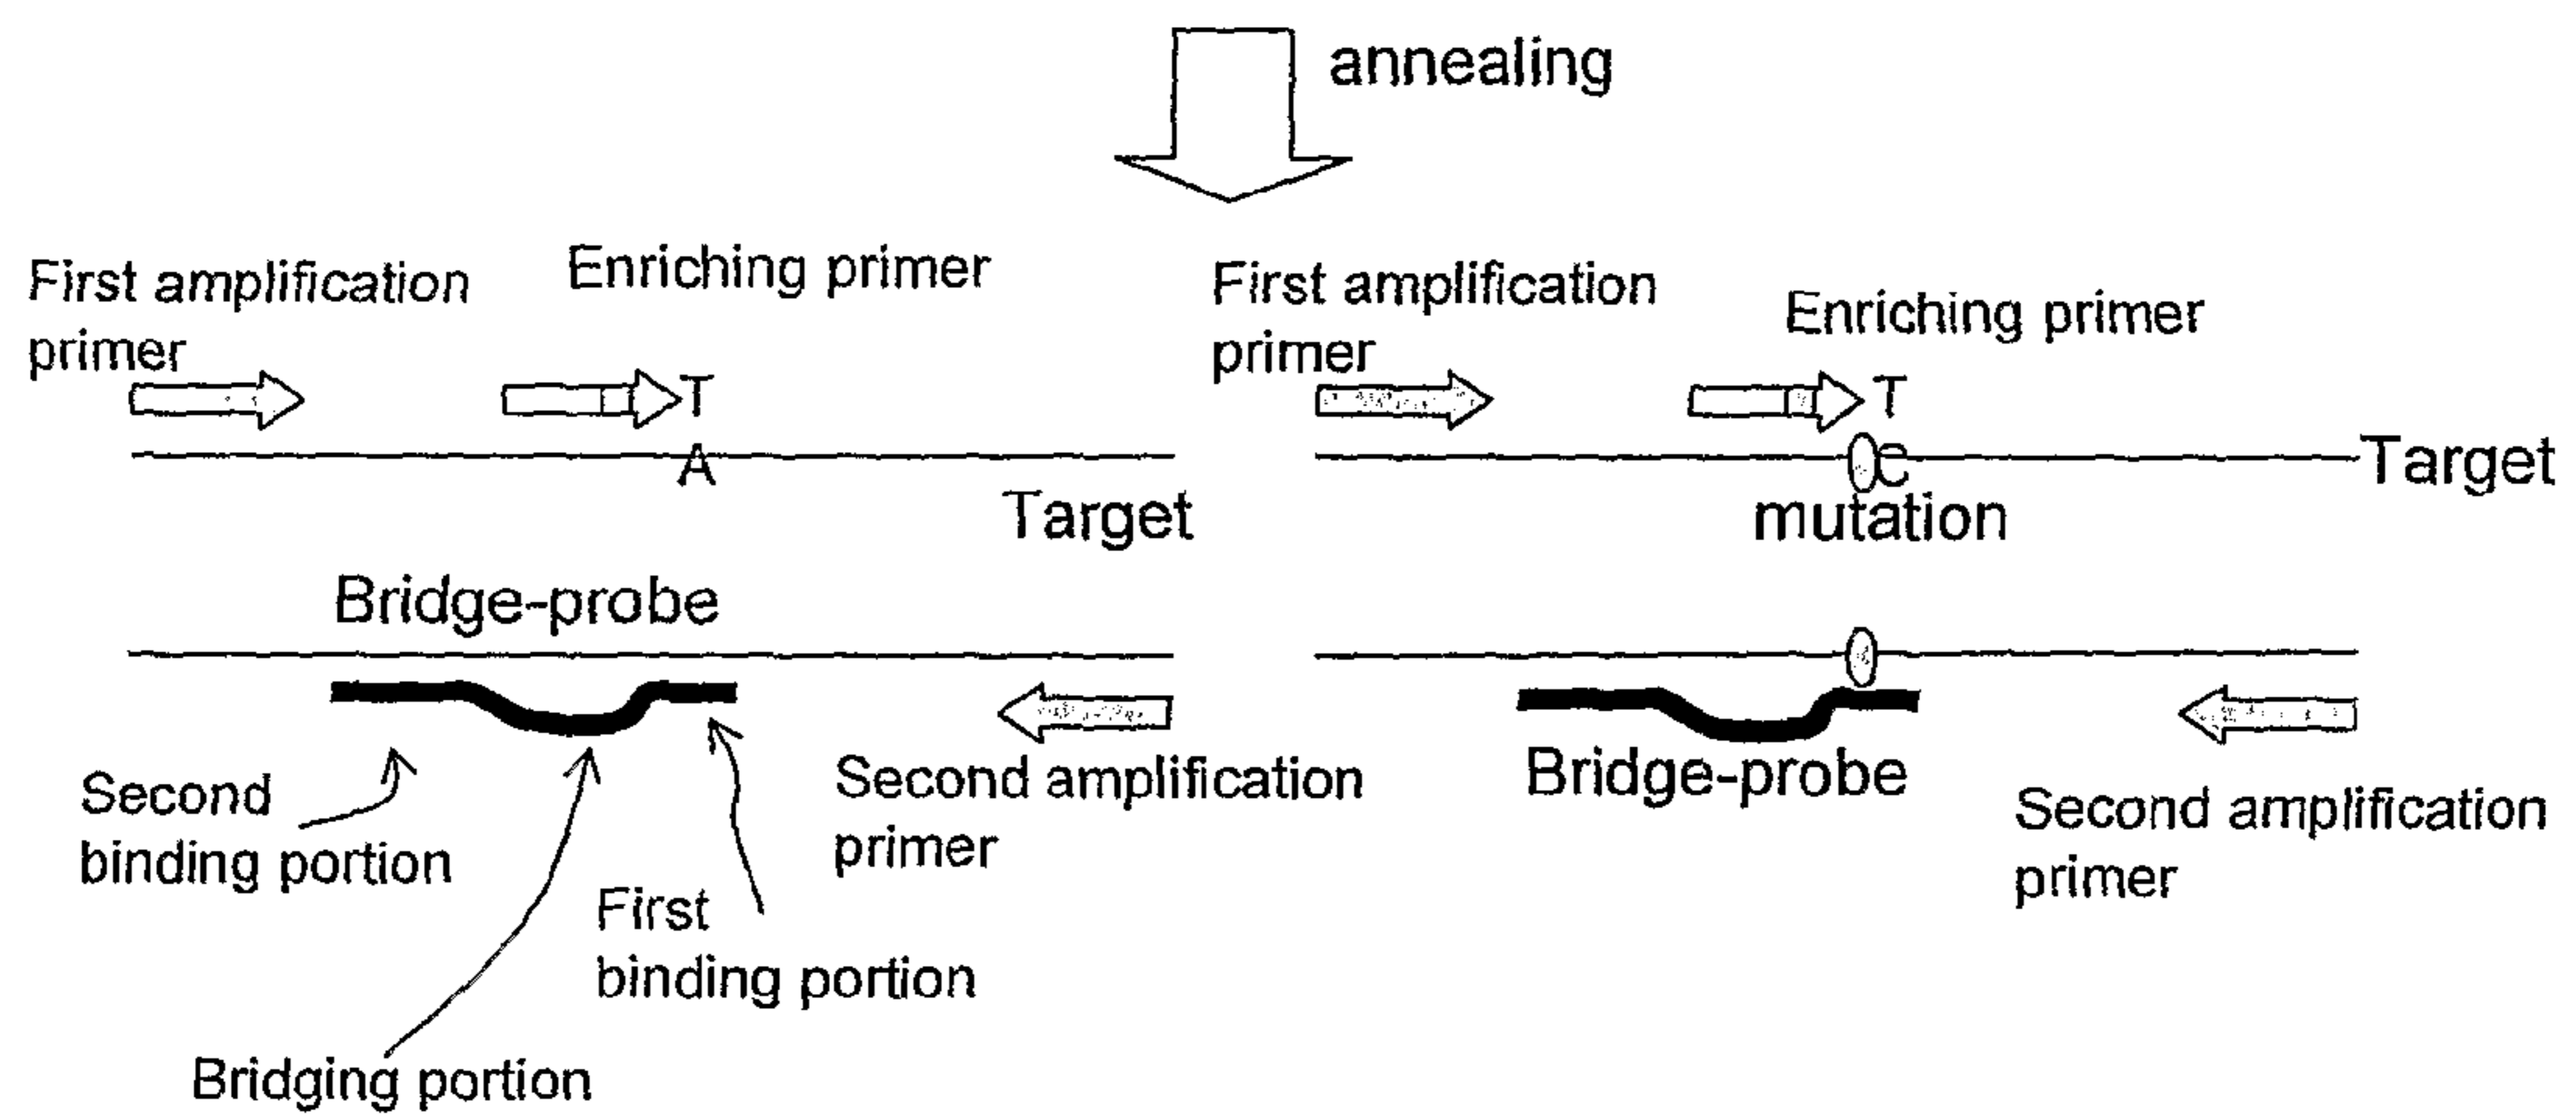 annealing
First amplification
primer
Enriching primer
First amplification
primer
Enriching primer
T
T
A
C
Target
Target
mutation
Bridge-probe
Second
binding portion
Second amplification
primer
Bridge-probe
Second amplification
primer
First
binding portion
Bridging portion